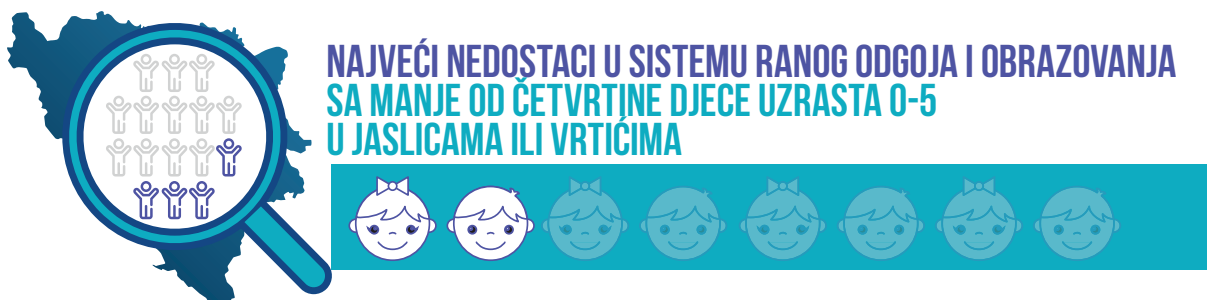 NAJVEĆI NEDOSTACI U SISTEMU RANOG ODGOJA I OBRAZOVANJA
SA MANJE OD ČETVRTINE DJECE UZRASTA 0-5
U JASLICAMA ILI VRTIĆIMA